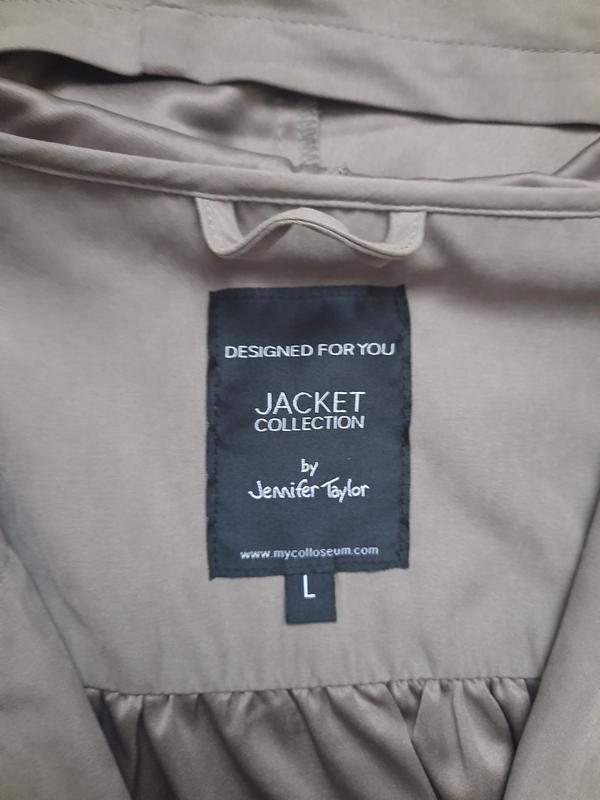 DESIGNED FOR YOU
JACKET
COLLECTION
by
Jennifer Taylor
www.mycolloseum.com
L